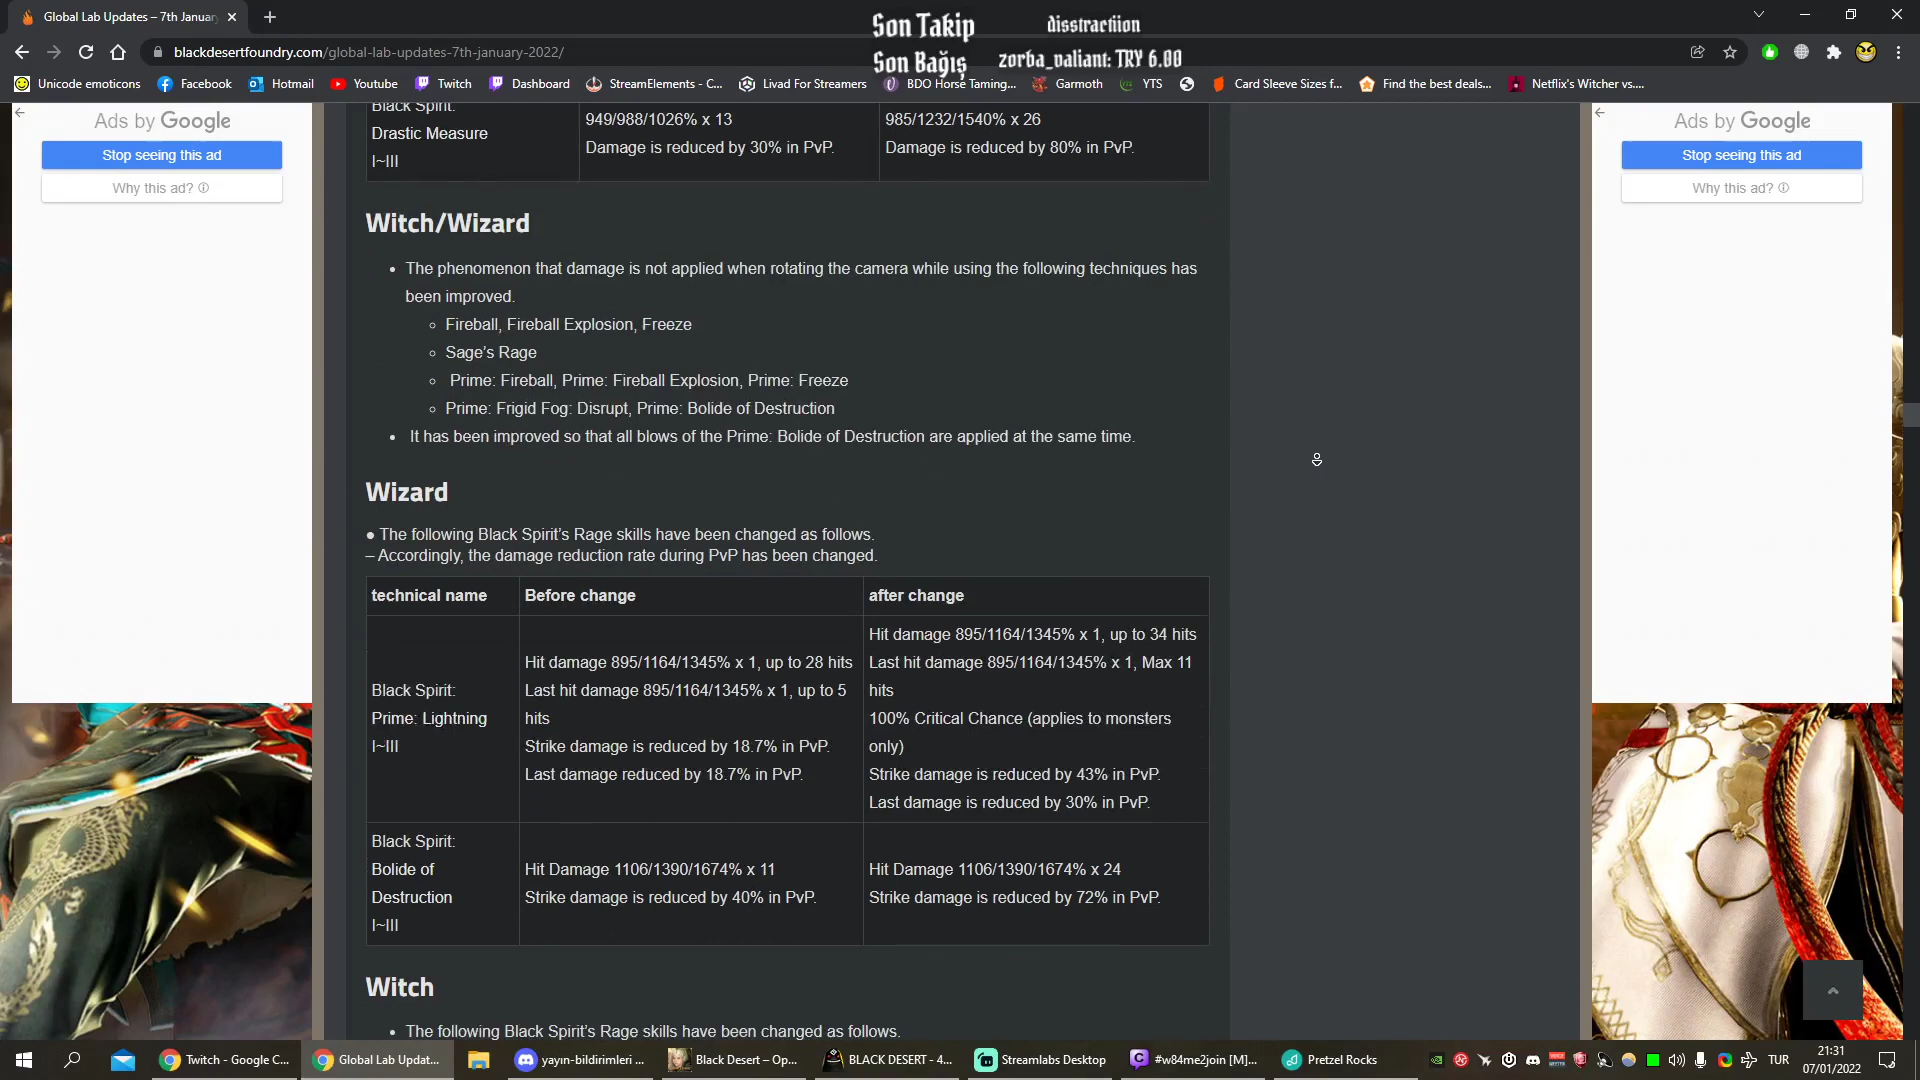 Global Lab Updates – 7th Januar
Son Takip
disstractiion
Son Bağış
zorba_valiant: TRY 6.00
blackdesertfoundry.com/global-lab-updates-7th-january-2022/
Unicode emoticons
Facebook
Hotmail
Youtube
Twitch
Dashboard
StreamElements - C...
Livad For Streamers
BDO Horse Taming...
Garmoth
YTS
Card Sleeve Sizes f...
Find the best deals...
Netflix's Witcher vs....
Ads by Google
Stop seeing this ad
Why this ad?
Ads by Google
Stop seeing this ad
Why this ad?
Black Spirit:
Drastic Measure
I~III
949/988/1026% x 13
Damage is reduced by 30% in PvP.
985/1232/1540% x 26
Damage is reduced by 80% in PvP.
Witch/Wizard
• The phenomenon that damage is not applied when rotating the camera while using the following techniques has
been improved.
◦ Fireball, Fireball Explosion, Freeze
◦ Sage's Rage
◦ Prime: Fireball, Prime: Fireball Explosion, Prime: Freeze
◦ Prime: Frigid Fog: Disrupt, Prime: Bolide of Destruction
• It has been improved so that all blows of the Prime: Bolide of Destruction are applied at the same time.
Wizard
● The following Black Spirit's Rage skills have been changed as follows.
– Accordingly, the damage reduction rate during PvP has been changed.
technical name
Before change
after change
Black Spirit:
Prime: Lightning
I~III
Hit damage 895/1164/1345% x 1, up to 28 hits
Last hit damage 895/1164/1345% x 1, up to 5
hits
Strike damage is reduced by 18.7% in PvP.
Last damage reduced by 18.7% in PvP.
Hit damage 895/1164/1345% x 1, up to 34 hits
Last hit damage 895/1164/1345% x 1, Max 11
hits
100% Critical Chance (applies to monsters
only)
Strike damage is reduced by 43% in PvP.
Last damage is reduced by 30% in PvP.
Black Spirit:
Bolide of
Destruction
I~III
Hit Damage 1106/1390/1674% x 11
Strike damage is reduced by 40% in PvP.
Hit Damage 1106/1390/1674% x 24
Strike damage is reduced by 72% in PvP.
Witch
• The following Black Spirit's Rage skills have been changed as follows.
Twitch - Google C...
Global Lab Updat...
yayın-bildirimleri ...
Black Desert – Op...
BLACK DESERT - 4...
Streamlabs Desktop
#w84me2join [M]...
Pretzel Rocks
TUR
21:31
07/01/2022